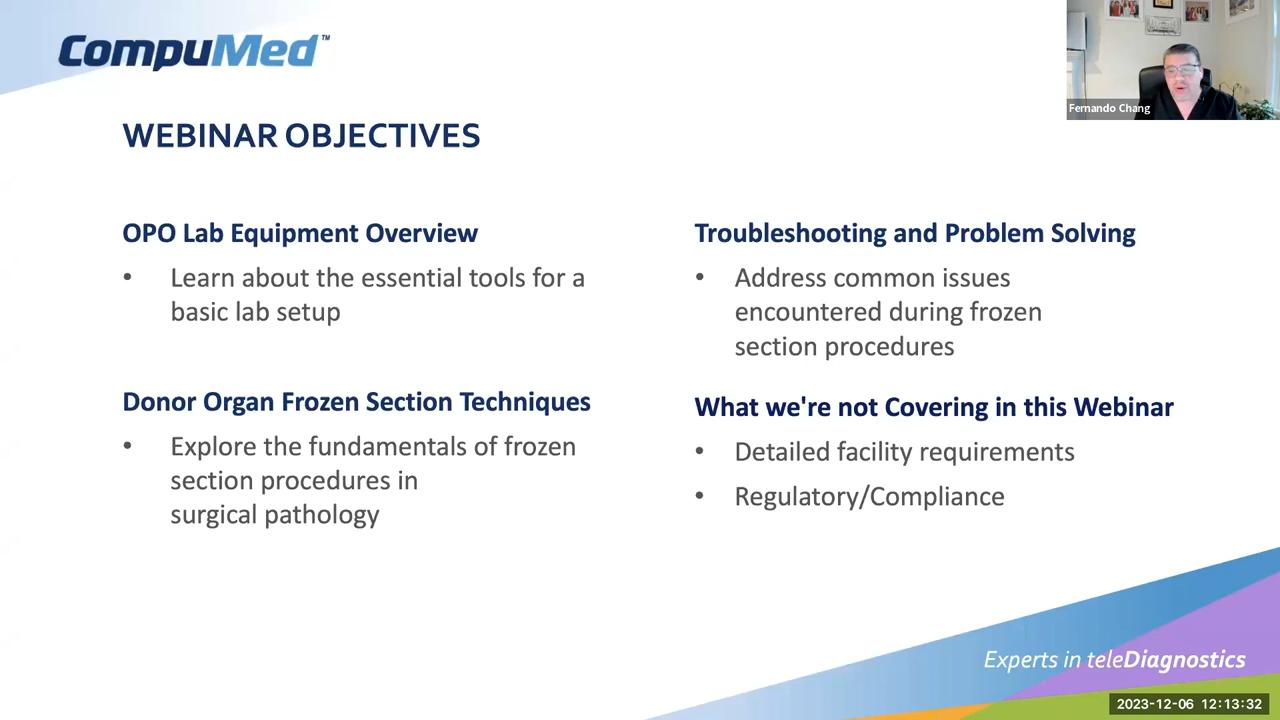 CompuMed™
Fernando Chang
WEBINAR OBJECTIVES
OPO Lab Equipment Overview
• Learn about the essential tools for a
basic lab setup
Donor Organ Frozen Section Techniques
• Explore the fundamentals of frozen
section procedures in
surgical pathology
Troubleshooting and Problem Solving
• Address common issues
encountered during frozen
section procedures
What we're not Covering in this Webinar
• Detailed facility requirements
• Regulatory/Compliance
Experts in teleDiagnostics
2023-12-06 12:13:32